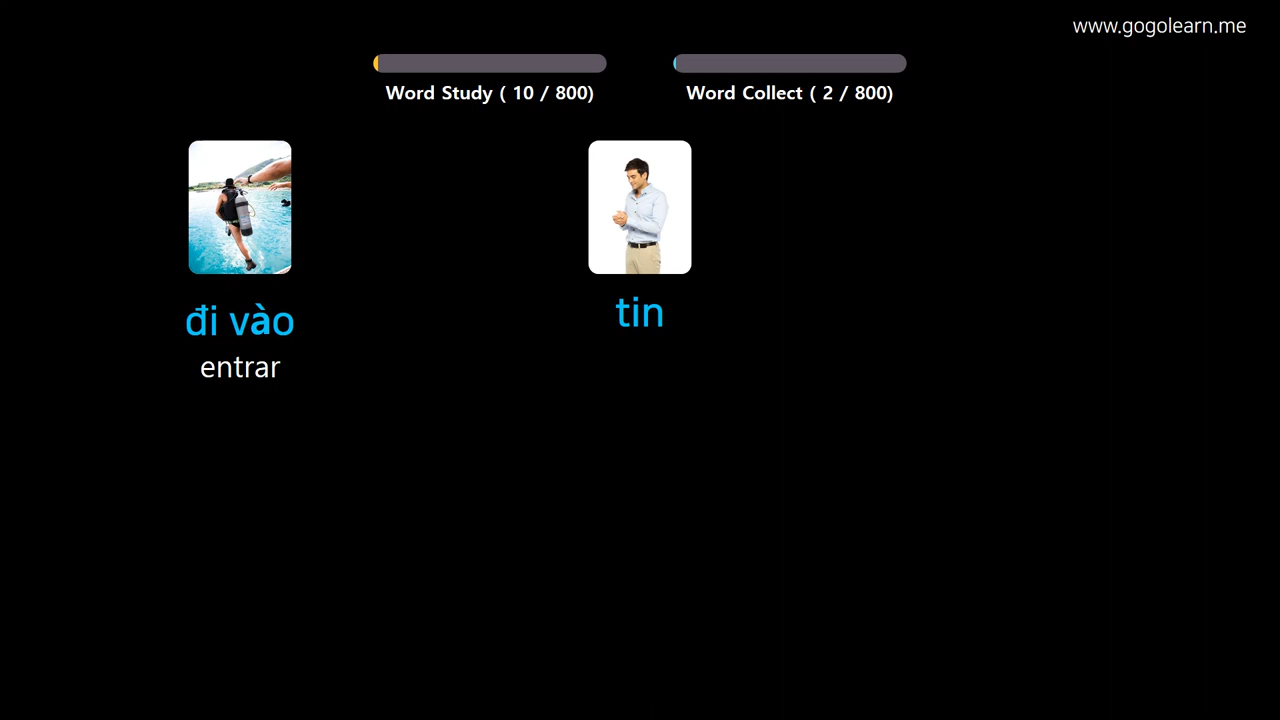 www.gogolearn.me
Word Study ( 10 / 800)
Word Collect ( 2 / 800)
đi vào
entrar
tin